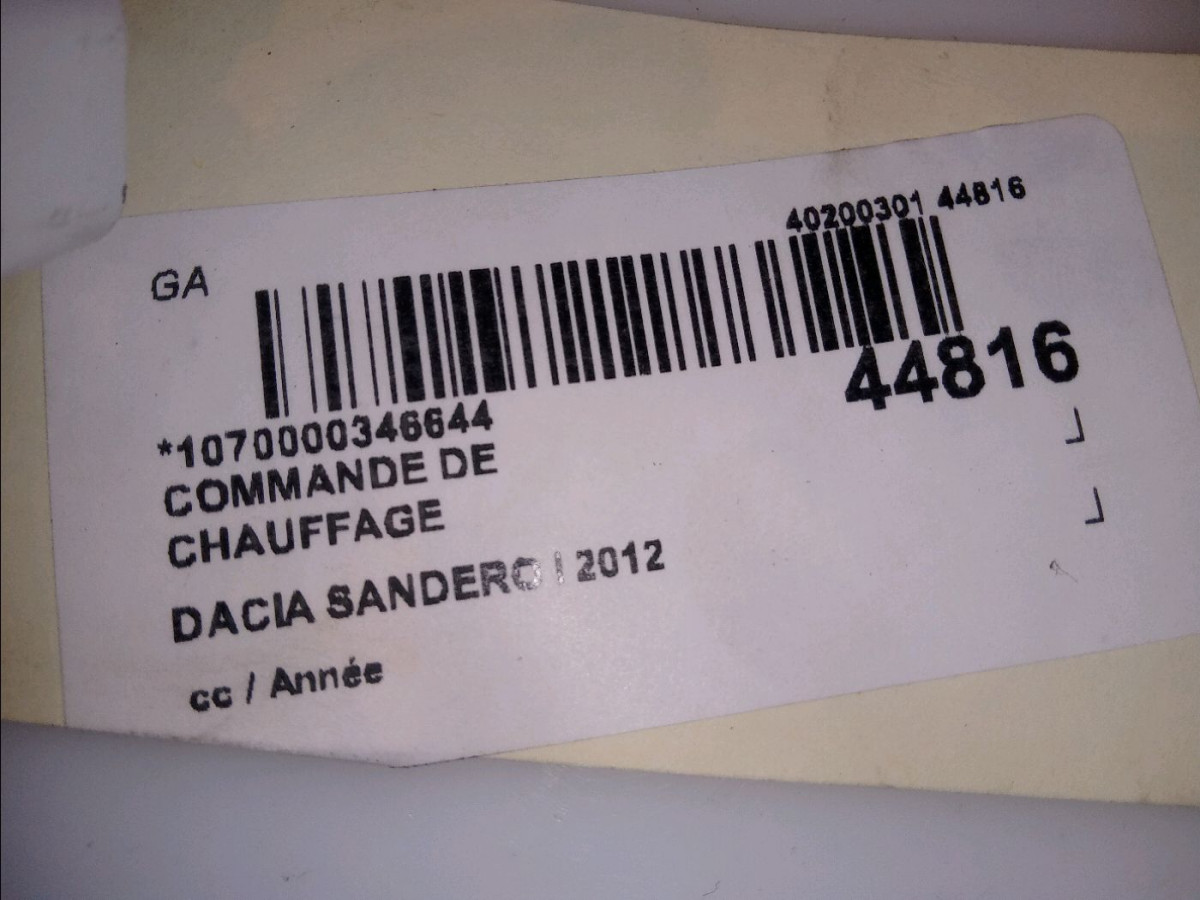 40200301 44816
GA
44816
*1070000346644
COMMANDE DE
CHAUFFAGE
DACIA SANDERO I 2012
cc / Année